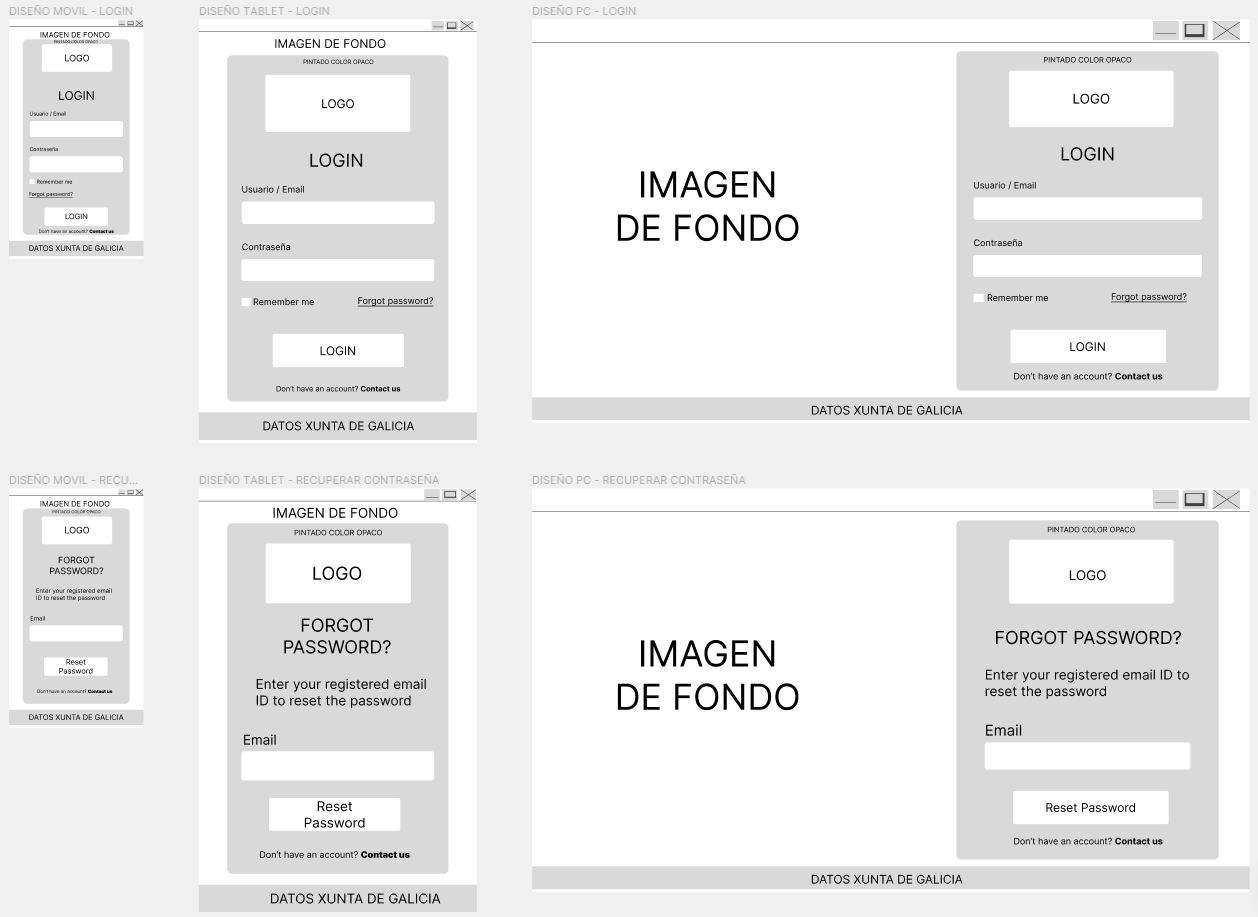 DISEÑO MOVIL - LOGIN
IMAGEN DE FONDO
PINTADO COLOR OPACO
LOGO
LOGIN
Usuario / Email
Contraseña
Remember me
Forgot password?
LOGIN
Don't have an account? Contact us
DATOS XUNTA DE GALICIA
DISEÑO TABLET - LOGIN
IMAGEN DE FONDO
PINTADO COLOR OPACO
LOGO
LOGIN
Usuario / Email
Contraseña
Remember me
Forgot password?
LOGIN
Don't have an account? Contact us
DATOS XUNTA DE GALICIA
DISEÑO PC - LOGIN
IMAGEN
DE FONDO
PINTADO COLOR OPACO
LOGO
LOGIN
Usuario / Email
Contraseña
Remember me
Forgot password?
LOGIN
Don't have an account? Contact us
DATOS XUNTA DE GALICIA
DISEÑO MOVIL - RECU...
IMAGEN DE FONDO
PINTADO COLOR OPACO
LOGO
FORGOT
PASSWORD?
Enter your registered email
ID to reset the password
Email
Reset
Password
Don't have an account? Contact us
DATOS XUNTA DE GALICIA
DISEÑO TABLET - RECUPERAR CONTRASEÑA
IMAGEN DE FONDO
PINTADO COLOR OPACO
LOGO
FORGOT
PASSWORD?
Enter your registered email
ID to reset the password
Email
Reset
Password
Don't have an account? Contact us
DATOS XUNTA DE GALICIA
DISEÑO PC - RECUPERAR CONTRASEÑA
IMAGEN
DE FONDO
PINTADO COLOR OPACO
LOGO
FORGOT PASSWORD?
Enter your registered email ID to
reset the password
Email
Reset Password
Don't have an account? Contact us
DATOS XUNTA DE GALICIA